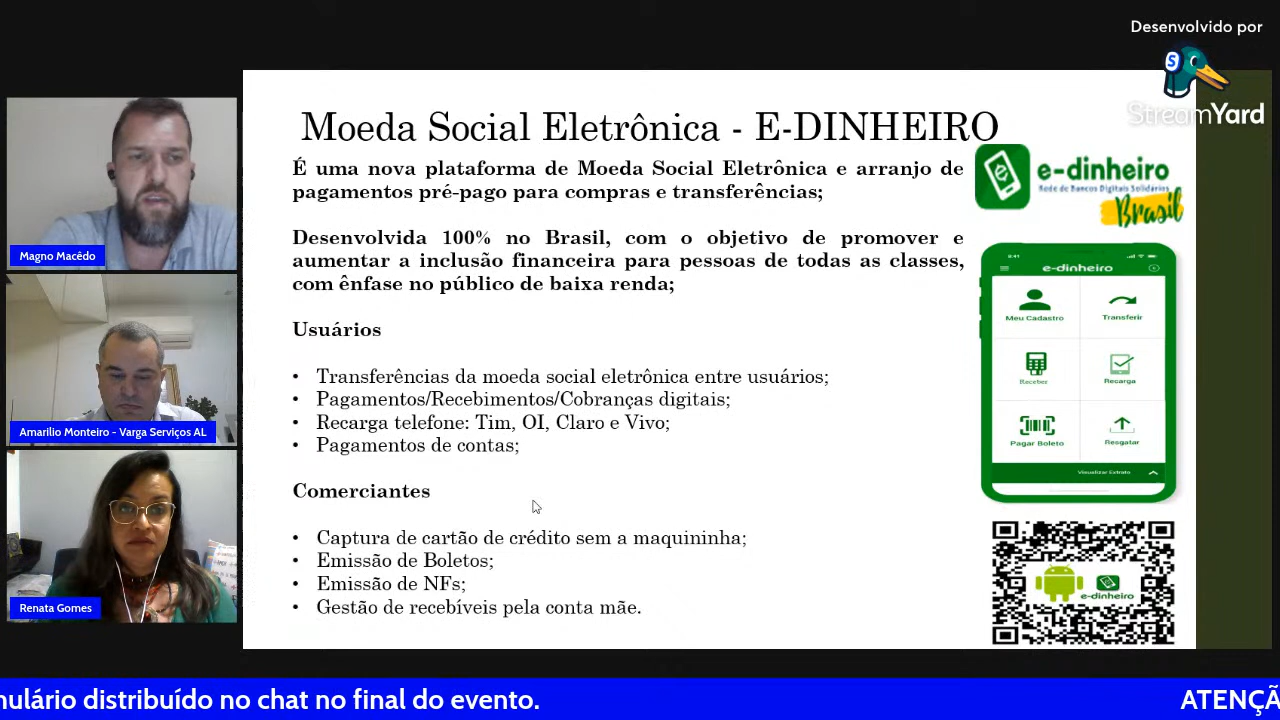 Desenvolvido por
StreamYard
Moeda Social Eletrônica - E-DINHEIRO
É uma nova plataforma de Moeda Social Eletrônica e arranjo de
pagamentos pré-pago para compras e transferências;
Desenvolvida 100% no Brasil, com o objetivo de promover e
aumentar a inclusão financeira para pessoas de todas as classes,
com ênfase no público de baixa renda;
Usuários
• Transferências da moeda social eletrônica entre usuários;
• Pagamentos/Recebimentos/Cobranças digitais;
• Recarga telefone: Tim, OI, Claro e Vivo;
• Pagamentos de contas;
Comerciantes
• Captura de cartão de crédito sem a maquininha;
• Emissão de Boletos;
• Emissão de NFs;
• Gestão de recebíveis pela conta mãe.
e-dinheiro
Rede de Bancos Digitais Solidários
Brasil
9:41
e-dinheiro
Meu Cadastro
Transferir
Receber
Recarga
Pagar Boleto
Resgatar
Visualizar Extrato
e-dinheiro
Magno Macêdo
Amarilio Monteiro - Varga Serviços AL
Renata Gomes
nulário distribuído no chat no final do evento.
ATENÇÃ